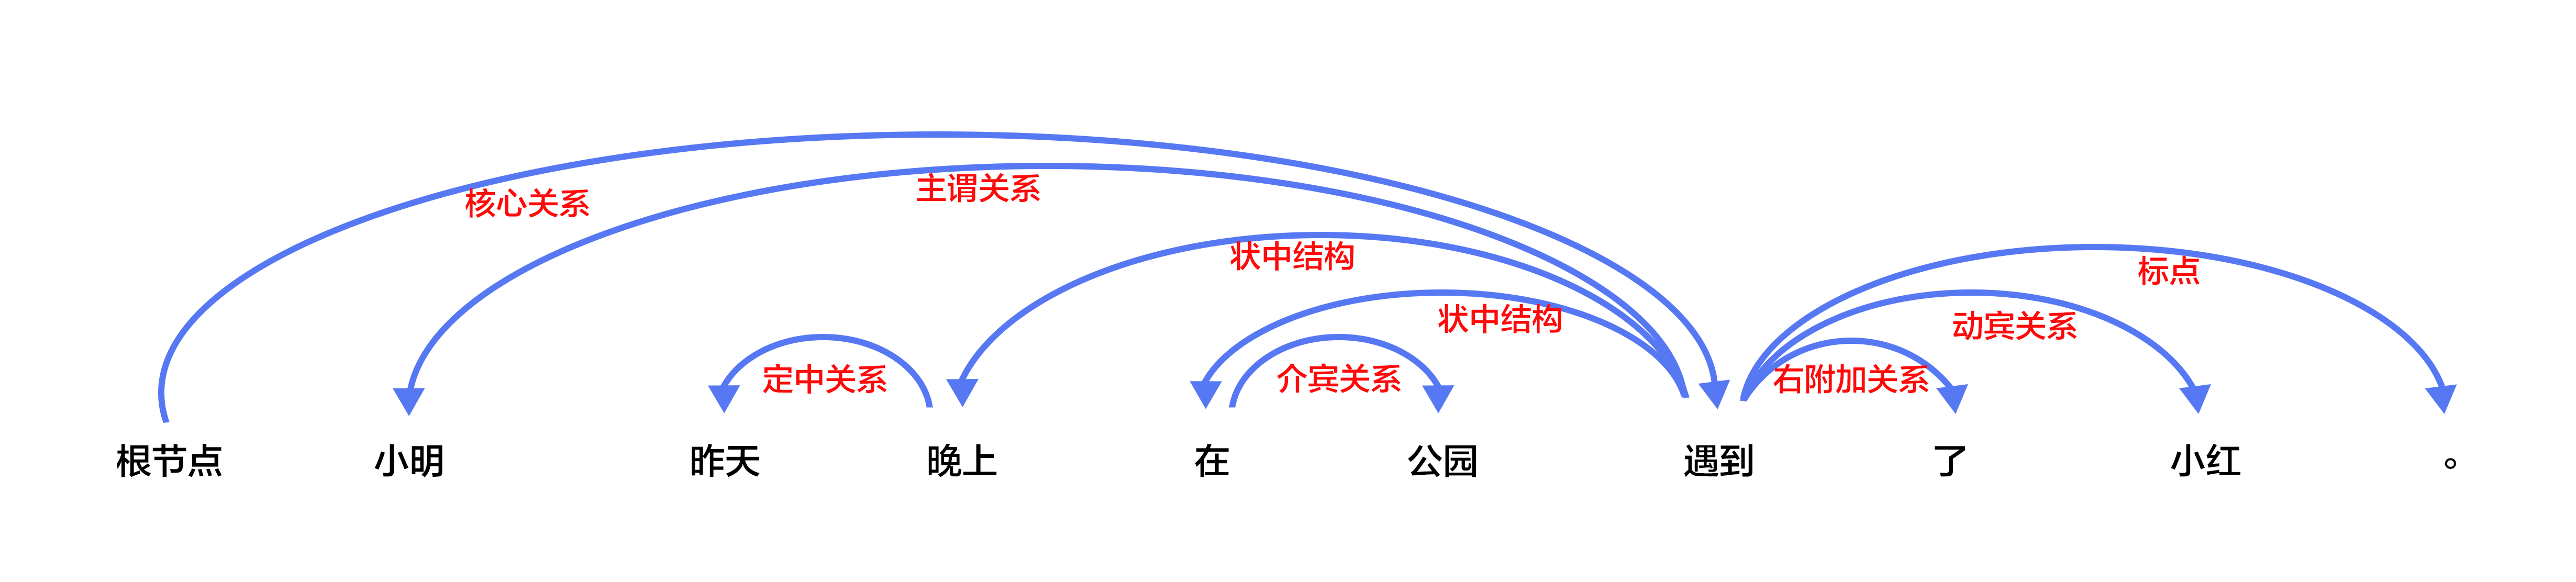 核心关系
主谓关系
状中结构
标点
状中结构
动宾关系
定中关系
介宾关系
右附加关系
根节点 小明 昨天 晚上 在 公园 遇到 了 小红 。